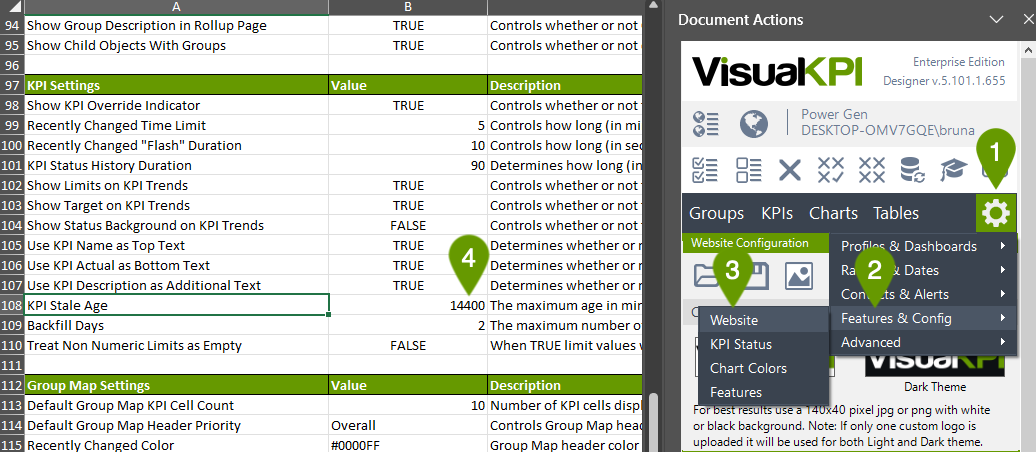 A B
94 Show Group Description in Rollup Page TRUE Controls whether or not
95 Show Child Objects With Groups TRUE Controls whether or not
96
97 KPI Settings Value Description
98 Show KPI Override Indicator TRUE Controls whether or not
99 Recently Changed Time Limit 5 Controls how long (in mi
100 Recently Changed "Flash" Duration 10 Controls how long (in sec
101 KPI Status History Duration 90 Determines how long (in
102 Show Limits on KPI Trends TRUE Controls whether or not
103 Show Target on KPI Trends TRUE Controls whether or not
104 Show Status Background on KPI Trends FALSE Controls whether or not
105 Use KPI Name as Top Text TRUE Determines whether or
106 Use KPI Actual as Bottom Text TRUE Determines whether or
107 Use KPI Description as Additional Text TRUE Determines whether or
108 KPI Stale Age 14400 The maximum age in min
109 Backfill Days 2 The maximum number o
110 Treat Non Numeric Limits as Empty FALSE When TRUE limit values
111
112 Group Map Settings Value Description
113 Default Group Map KPI Cell Count 10 Number of KPI cells displ
114 Default Group Map Header Priority Overall Controls Group Map hea
115 Recently Changed Color #0000FF Group Map header color
4
Document Actions
VisualKPI
Enterprise Edition
Designer v.5.101.1.655
Power Gen
DESKTOP-OMV7GQE\bruna
1
Groups KPIs Charts Tables
Website Configuration
Profiles & Dashboards
2
& Dates
& Alerts
Features & Config
Advanced
3
Website
KPI Status
Chart Colors
Features
Dark Theme
For best results use a 140x40 pixel jpg or png with white
or black background. Note: If only one custom logo is
uploaded it will be used for both Light and Dark theme.